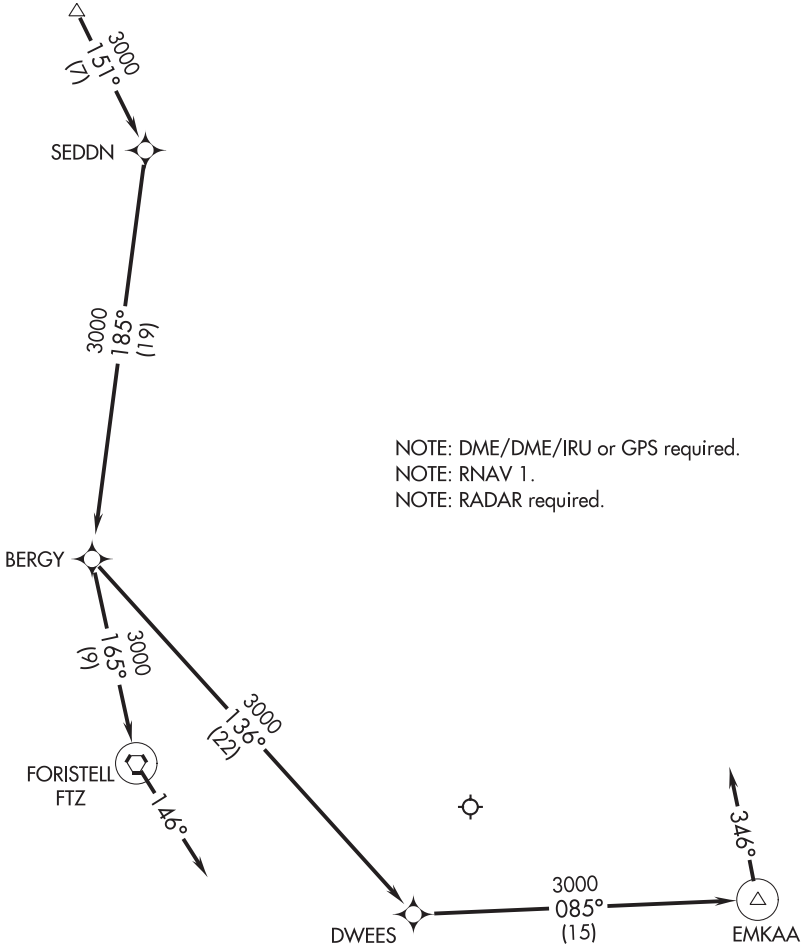 3000
151°
(7)
SEDDN
3000
185°
(19)
NOTE: DME/DME/IRU or GPS required.
NOTE: RNAV 1.
NOTE: RADAR required.
BERGY
3000
165°
(9)
3000
136°
(22)
FORISTELL
FTZ
146°
346°
3000
085°
(15)
DWEES
EMKAA